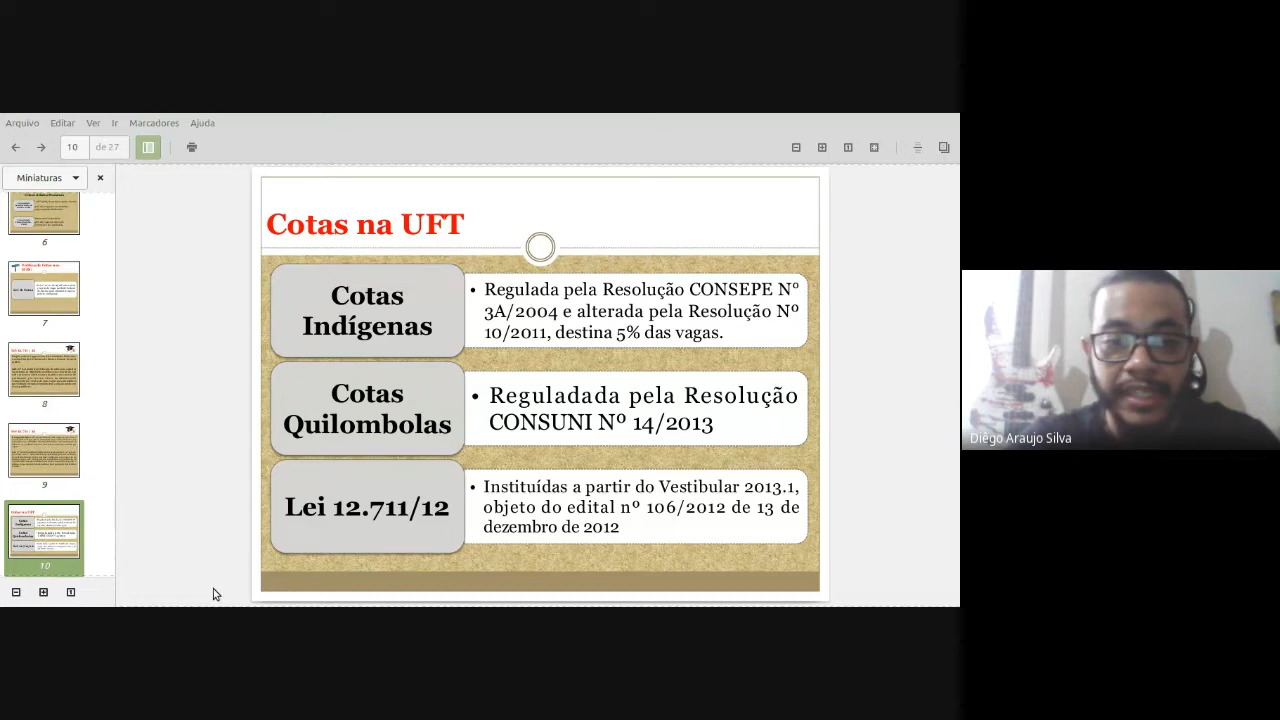 Arquivo Editar Ver Ir Marcadores Ajuda
10 de 27
Miniaturas
6
7
8
9
10
Cotas na UFT
Cotas
Indígenas
• Regulada pela Resolução CONSEPE N°
3A/2004 e alterada pela Resolução Nº
10/2011, destina 5% das vagas.
Cotas
Quilombolas
• Reguladada pela Resolução
CONSUNI Nº 14/2013
Lei 12.711/12
• Instituídas a partir do Vestibular 2013.1,
objeto do edital nº 106/2012 de 13 de
dezembro de 2012
Diêgo Araujo Silva